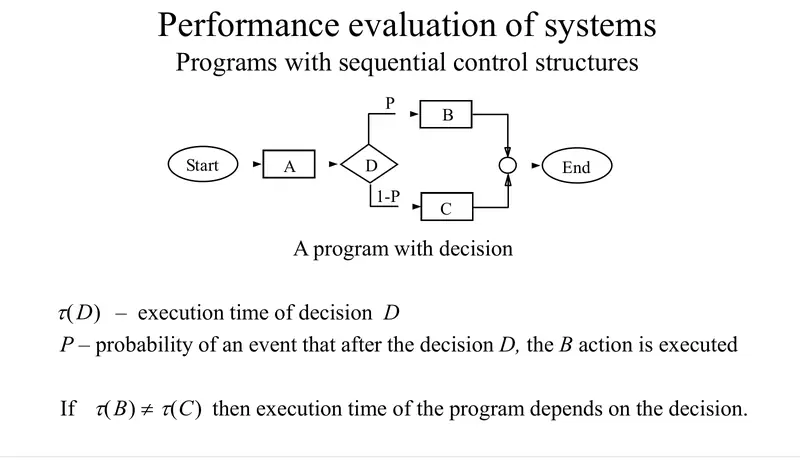 Performance evaluation of systems
Programs with sequential control structures
P
B
Start
A
D
End
1-P
C
A program with decision
τ(D) – execution time of decision D
P – probability of an event that after the decision D, the B action is executed
If τ(B) ≠ τ(C) then execution time of the program depends on the decision.